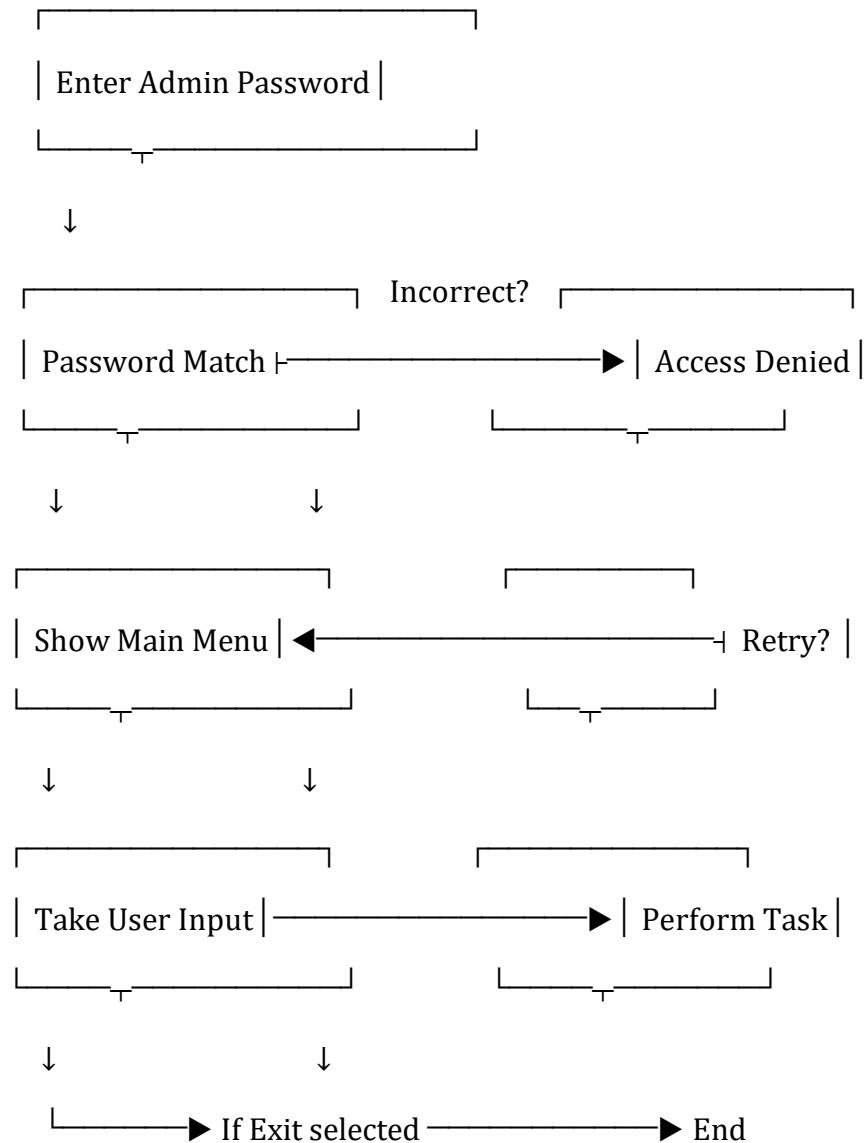 Enter Admin Password
↓
Incorrect?
Password Match ▶ Access Denied
↓ ↓
Show Main Menu ◀ Retry?
↓ ↓
Take User Input ▶ Perform Task
↓ ↓
▶ If Exit selected ▶ End